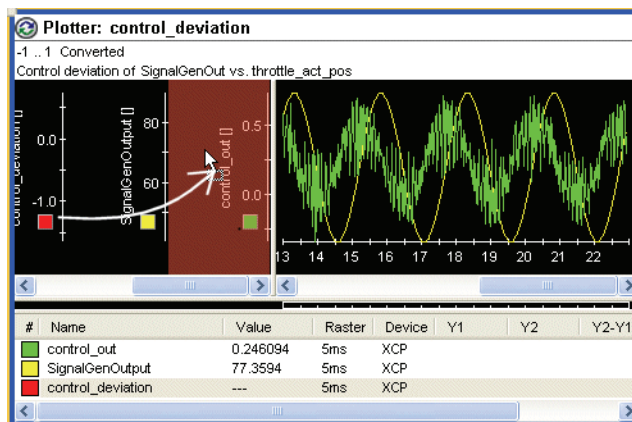 Plotter: control_deviation
-1 .. 1 Converted
Control deviation of SignalGenOut vs. throttle_act_pos
control_deviation []
0.0
-1.0
SignalGenOutput []
80
60
control_out []
0.5
0.0
13 14 15 16 17 18 19 20 21 22
# Name Value Raster Device Y1 Y2 Y2-Y1
control_out 0.246094 5ms XCP
SignalGenOutput 77.3594 5ms XCP
control_deviation --- 5ms XCP